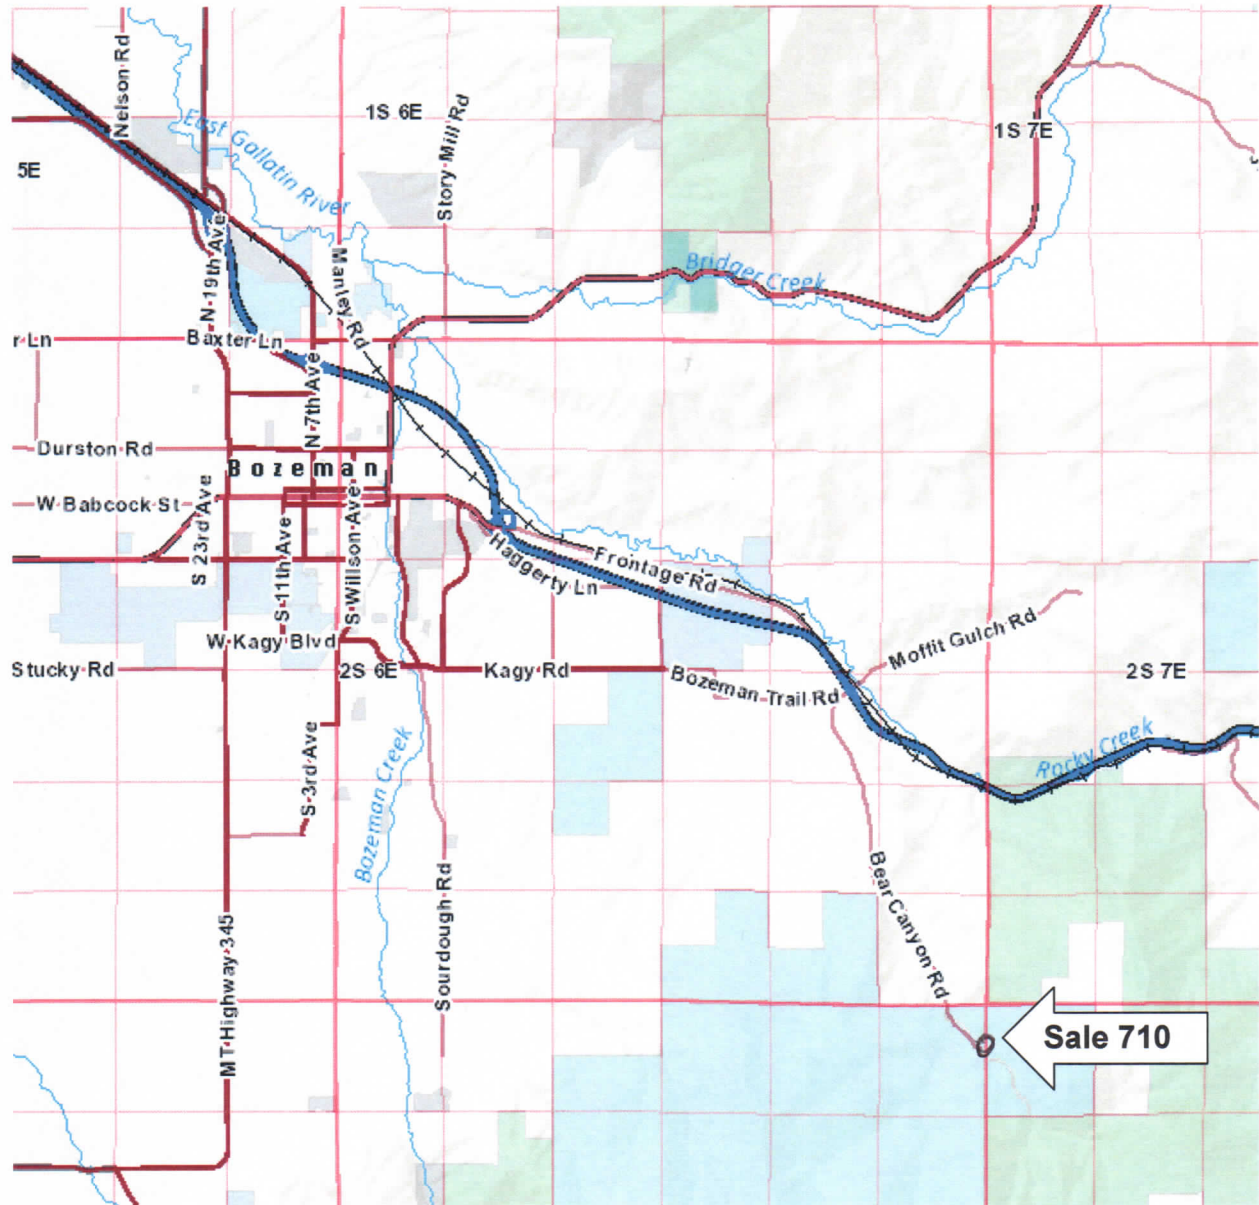 Nelson Rd
East Gallatin River
1S 6E
Story Mill Rd
1S 7E
5E
N 19th Ave
Manley Rd
Bridger Creek
r Ln
Baxter Ln
N 7th Ave
Durston Rd
Bozeman
W Babcock St
S 23rd Ave
S 11th Ave
S Willson Ave
Haggerty Ln
Frontage Rd
W Kagy Blvd
Moffit Gulch Rd
Stucky Rd
2S 6E
Kagy Rd
Bozeman Trail Rd
2S 7E
S 3rd Ave
Bozeman Creek
Rocky Creek
Bear Canyon Rd
MT Highway 345
Sourdough Rd
Sale 710